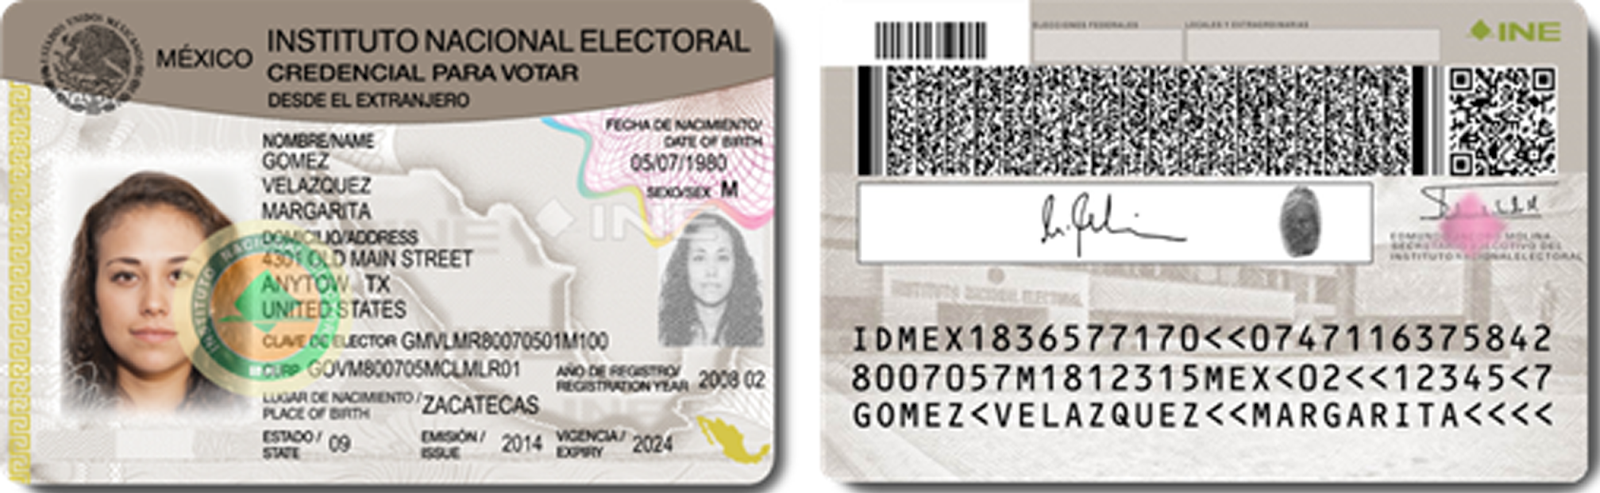 ESTADOS UNIDOS MEXICANOS
MÉXICO
INSTITUTO NACIONAL ELECTORAL
CREDENCIAL PARA VOTAR
DESDE EL EXTRANJERO
NOMBRE/NAME
GOMEZ
VELAZQUEZ
MARGARITA
FECHA DE NACIMIENTO/
DATE OF BIRTH
05/07/1980
SEXO/SEX M
DOMICILIO/ADDRESS
4301 OLD MAIN STREET
ANYTOW TX
UNITED STATES
CLAVE DE ELECTOR GMVLMR80070501M100
CURP GOVM800705MCLMLR01
AÑO DE REGISTRO/
REGISTRATION YEAR 2008 02
LUGAR DE NACIMIENTO/
PLACE OF BIRTH ZACATECAS
ESTADO/
STATE 09
EMISIÓN/
ISSUE 2014
VIGENCIA/
EXPIRY 2024
INE
INSTITUTO NACIONAL
ELECCIONES FEDERALES
LOCALES Y EXTRAORDINARIAS
INE
EDMUNDO JACOBO MOLINA
SECRETARIO EJECUTIVO DEL
INSTITUTO NACIONAL ELECTORAL
INSTITUTO NACIONAL ELECTORAL
IDMEX1836577170<<0747116375842
8007057M1812315MEX<02<<12345<7
GOMEZ<VELAZQUEZ<<MARGARITA<<<<